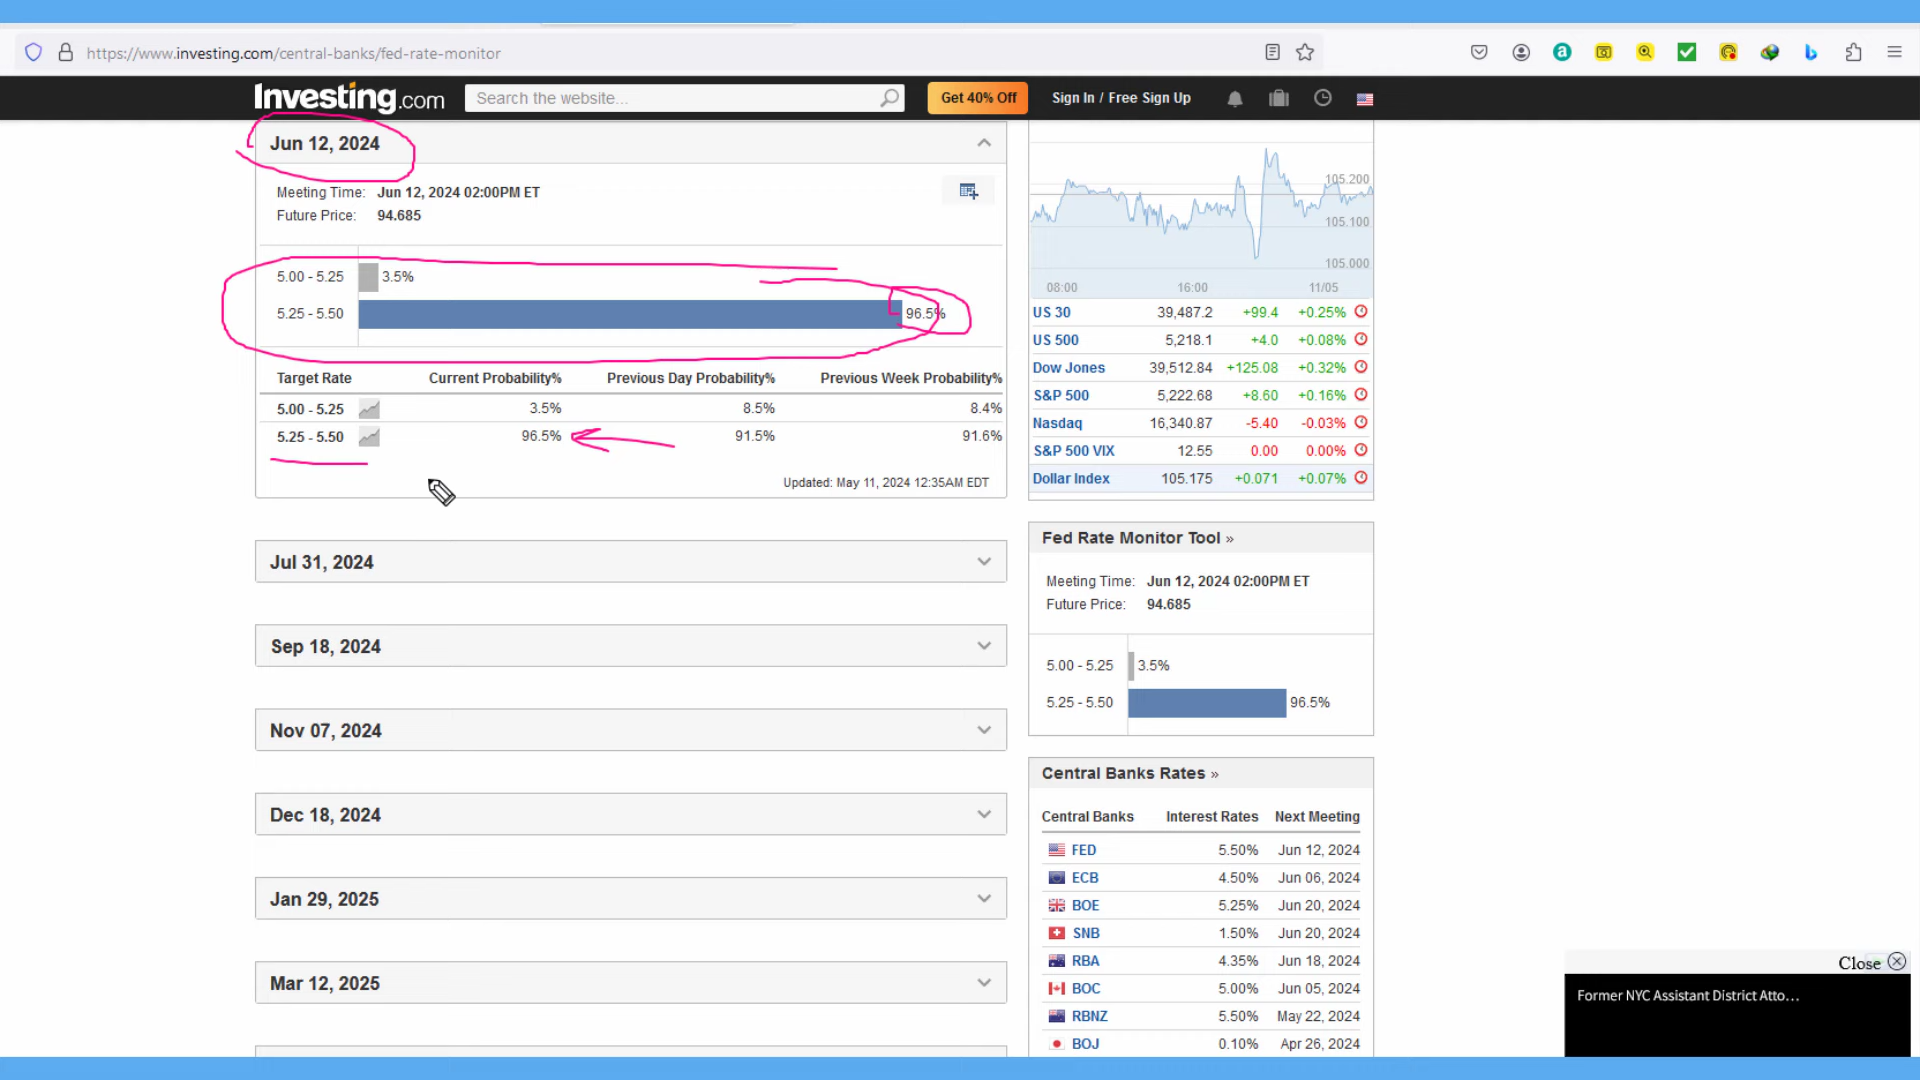 https://www.investing.com/central-banks/fed-rate-monitor
Investing.com
Search the website...
Get 40% Off
Sign In / Free Sign Up
Jun 12, 2024
Meeting Time: Jun 12, 2024 02:00PM ET
Future Price: 94.685
5.00 - 5.25 3.5%
5.25 - 5.50 96.5%
Target Rate Current Probability% Previous Day Probability% Previous Week Probability%
5.00 - 5.25 3.5% 8.5% 8.4%
5.25 - 5.50 96.5% 91.5% 91.6%
Updated: May 11, 2024 12:35AM EDT
Jul 31, 2024
Sep 18, 2024
Nov 07, 2024
Dec 18, 2024
Jan 29, 2025
Mar 12, 2025
105.200
105.100
105.000
08:00 16:00 11/05
US 30 39,487.2 +99.4 +0.25%
US 500 5,218.1 +4.0 +0.08%
Dow Jones 39,512.84 +125.08 +0.32%
S&P 500 5,222.68 +8.60 +0.16%
Nasdaq 16,340.87 -5.40 -0.03%
S&P 500 VIX 12.55 0.00 0.00%
Dollar Index 105.175 +0.071 +0.07%
Fed Rate Monitor Tool »
Meeting Time: Jun 12, 2024 02:00PM ET
Future Price: 94.685
5.00 - 5.25 3.5%
5.25 - 5.50 96.5%
Central Banks Rates »
Central Banks Interest Rates Next Meeting
FED 5.50% Jun 12, 2024
ECB 4.50% Jun 06, 2024
BOE 5.25% Jun 20, 2024
SNB 1.50% Jun 20, 2024
RBA 4.35% Jun 18, 2024
BOC 5.00% Jun 05, 2024
RBNZ 5.50% May 22, 2024
BOJ 0.10% Apr 26, 2024
Close
Former NYC Assistant District Atto...